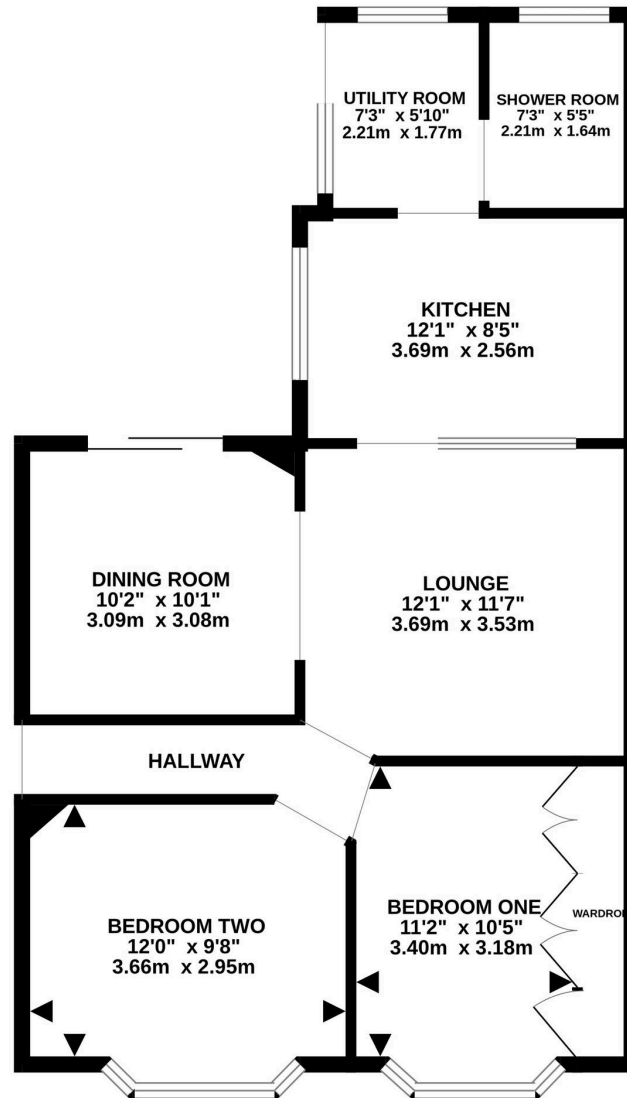 UTILITY ROOM
7'3" x 5'10"
2.21m x 1.77m
SHOWER ROOM
7'3" x 5'5"
2.21m x 1.64m
KITCHEN
12'1" x 8'5"
3.69m x 2.56m
DINING ROOM
10'2" x 10'1"
3.09m x 3.08m
LOUNGE
12'1" x 11'7"
3.69m x 3.53m
HALLWAY
BEDROOM TWO
12'0" x 9'8"
3.66m x 2.95m
BEDROOM ONE
11'2" x 10'5"
3.40m x 3.18m